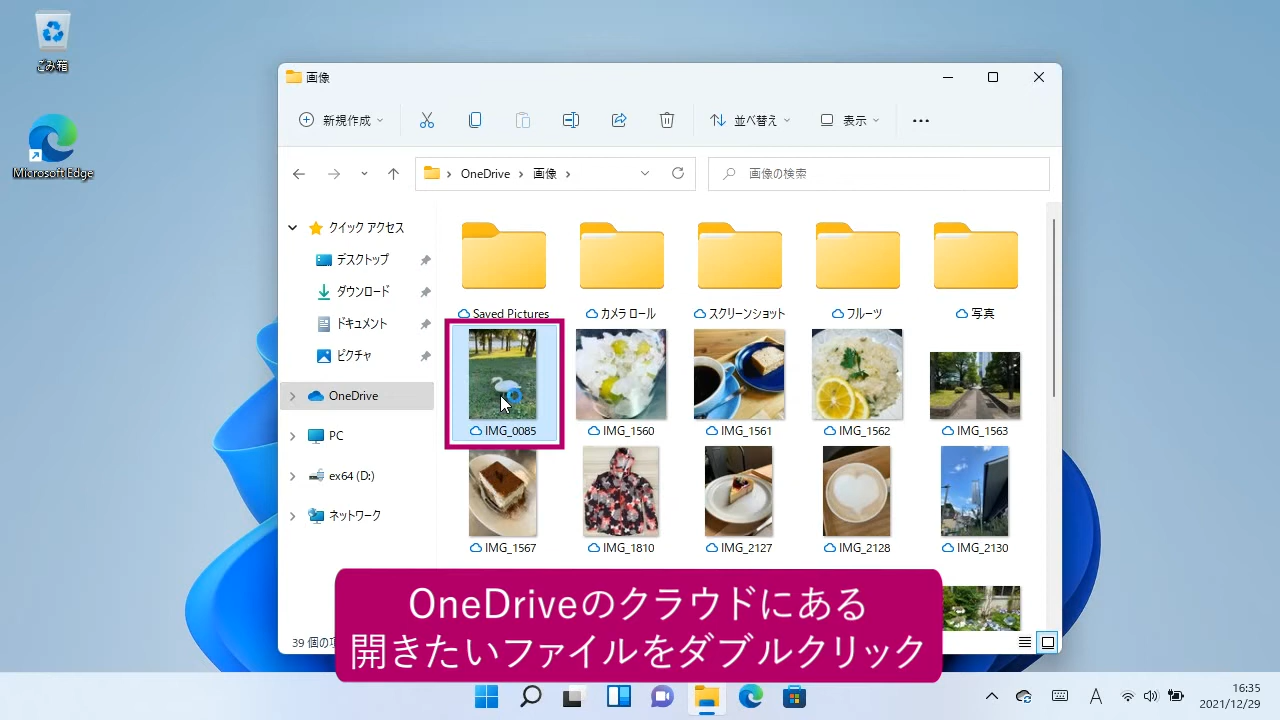 ごみ箱
Microsoft Edge
画像
新規作成
並べ替え
表示
OneDrive
画像
画像の検索
クイック アクセス
デスクトップ
ダウンロード
ドキュメント
ピクチャ
OneDrive
PC
ex64 (D:)
ネットワーク
Saved Pictures
カメラ ロール
スクリーンショット
フルーツ
写真
IMG_0085
IMG_1560
IMG_1561
IMG_1562
IMG_1563
IMG_1567
IMG_1810
IMG_2127
IMG_2128
IMG_2130
39 個の
OneDriveのクラウドにある
開きたいファイルをダブルクリック
A
16:35
2021/12/29